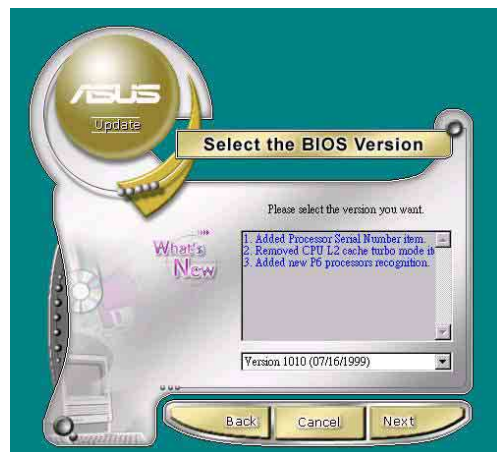 ASUS
Update
Select the BIOS Version
Please select the version you want.
What's
New
1. Added Processor Serial Number item.
2. Removed CPU L2 cache turbo mode it
3. Added new P6 processors recognition.
Version 1010 (07/16/1999)
Back Cancel Next